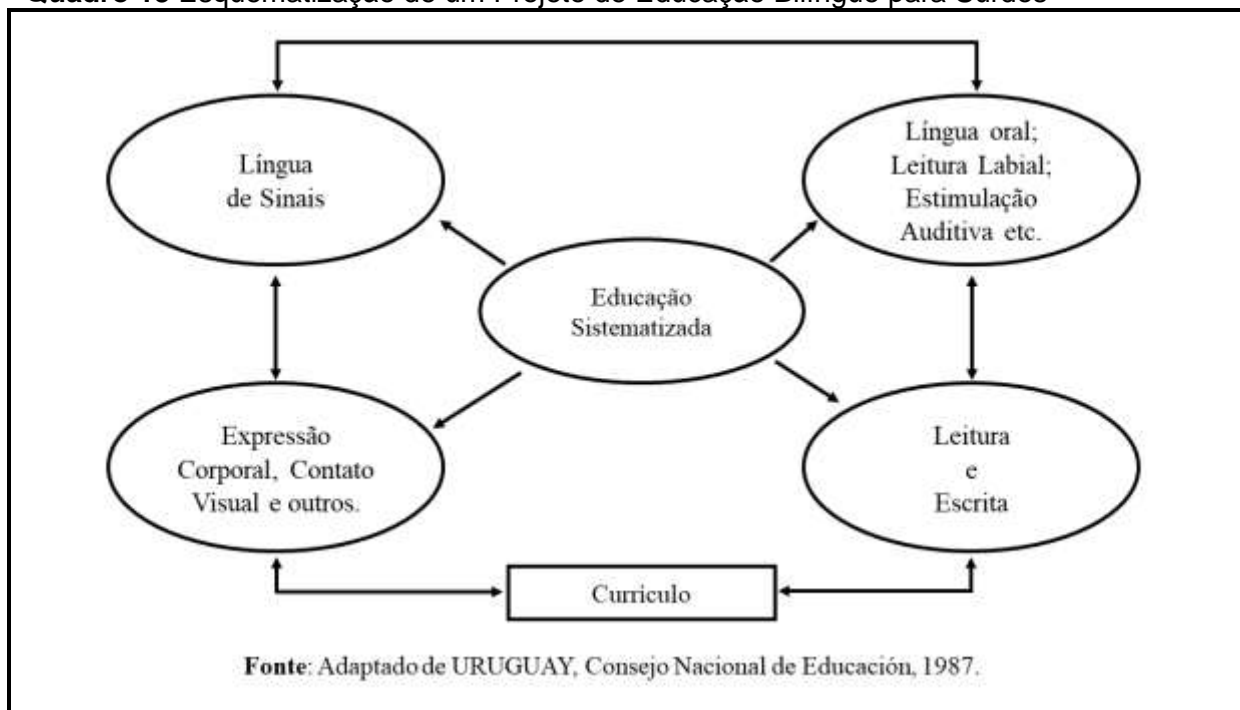 Esquematização de um Projeto de Educação Bilíngue para Surdos
Língua
de Sinais
Língua oral;
Leitura Labial;
Estimulação
Auditiva etc.
Educação
Sistematizada
Expressão
Corporal, Contato
Visual e outros.
Leitura
e
Escrita
Curriculo
Fonte: Adaptado de URUGUAY, Consejo Nacional de Educación, 1987.